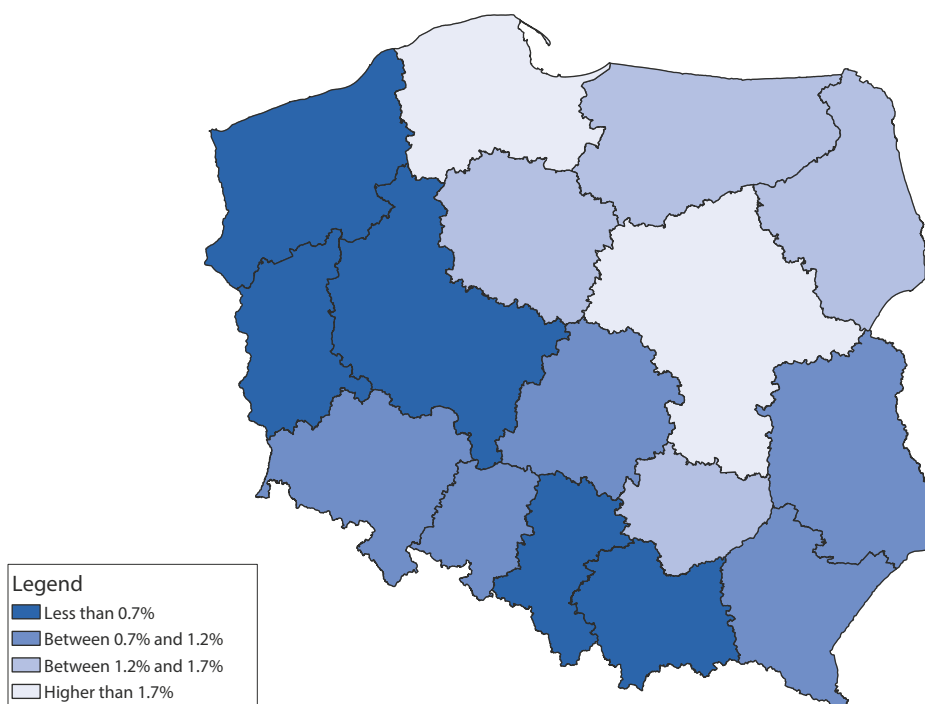 Legend
Less than 0.7%
Between 0.7% and 1.2%
Between 1.2% and 1.7%
Higher than 1.7%